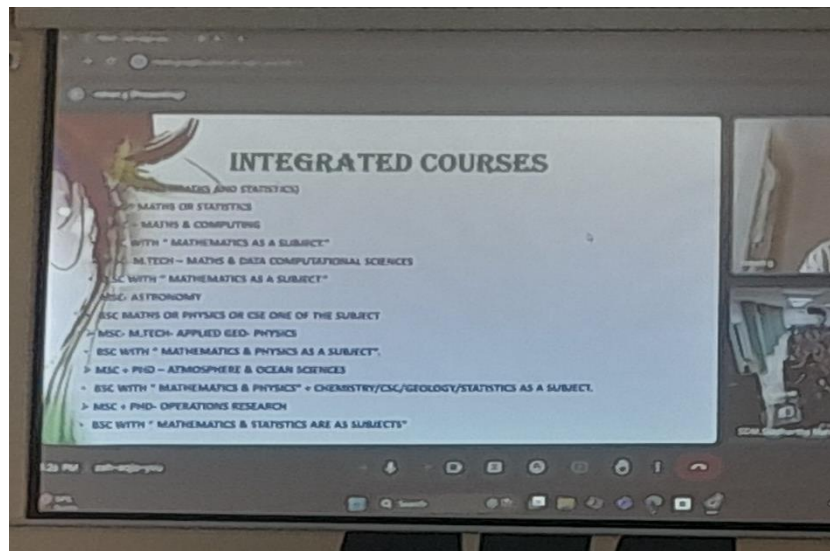 INTEGRATED COURSES
AND STATISTICS)
MATHS OR STATISTICS
MATHS & COMPUTING
WITH " MATHEMATICS AS A SUBJECT"
M.TECH – MATHS & DATA COMPUTATIONAL SCIENCES
WITH " MATHEMATICS AS A SUBJECT"
MSC- ASTRONOMY
BSC MATHS OR PHYSICS OR CSE ONE OF THE SUBJECT
➢ MSC- M.TECH- APPLIED GEO- PHYSICS
• BSC WITH " MATHEMATICS & PHYSICS AS A SUBJECT".
➢ MSC + PHD – ATMOSPHERE & OCEAN SCIENCES
• BSC WITH " MATHEMATICS & PHYSICS" + CHEMISTRY/CSC/GEOLOGY/STATISTICS AS A SUBJECT.
➢ MSC + PHD- OPERATIONS RESEARCH
• BSC WITH " MATHEMATICS & STATISTICS ARE AS SUBJECTS"
PM
Search